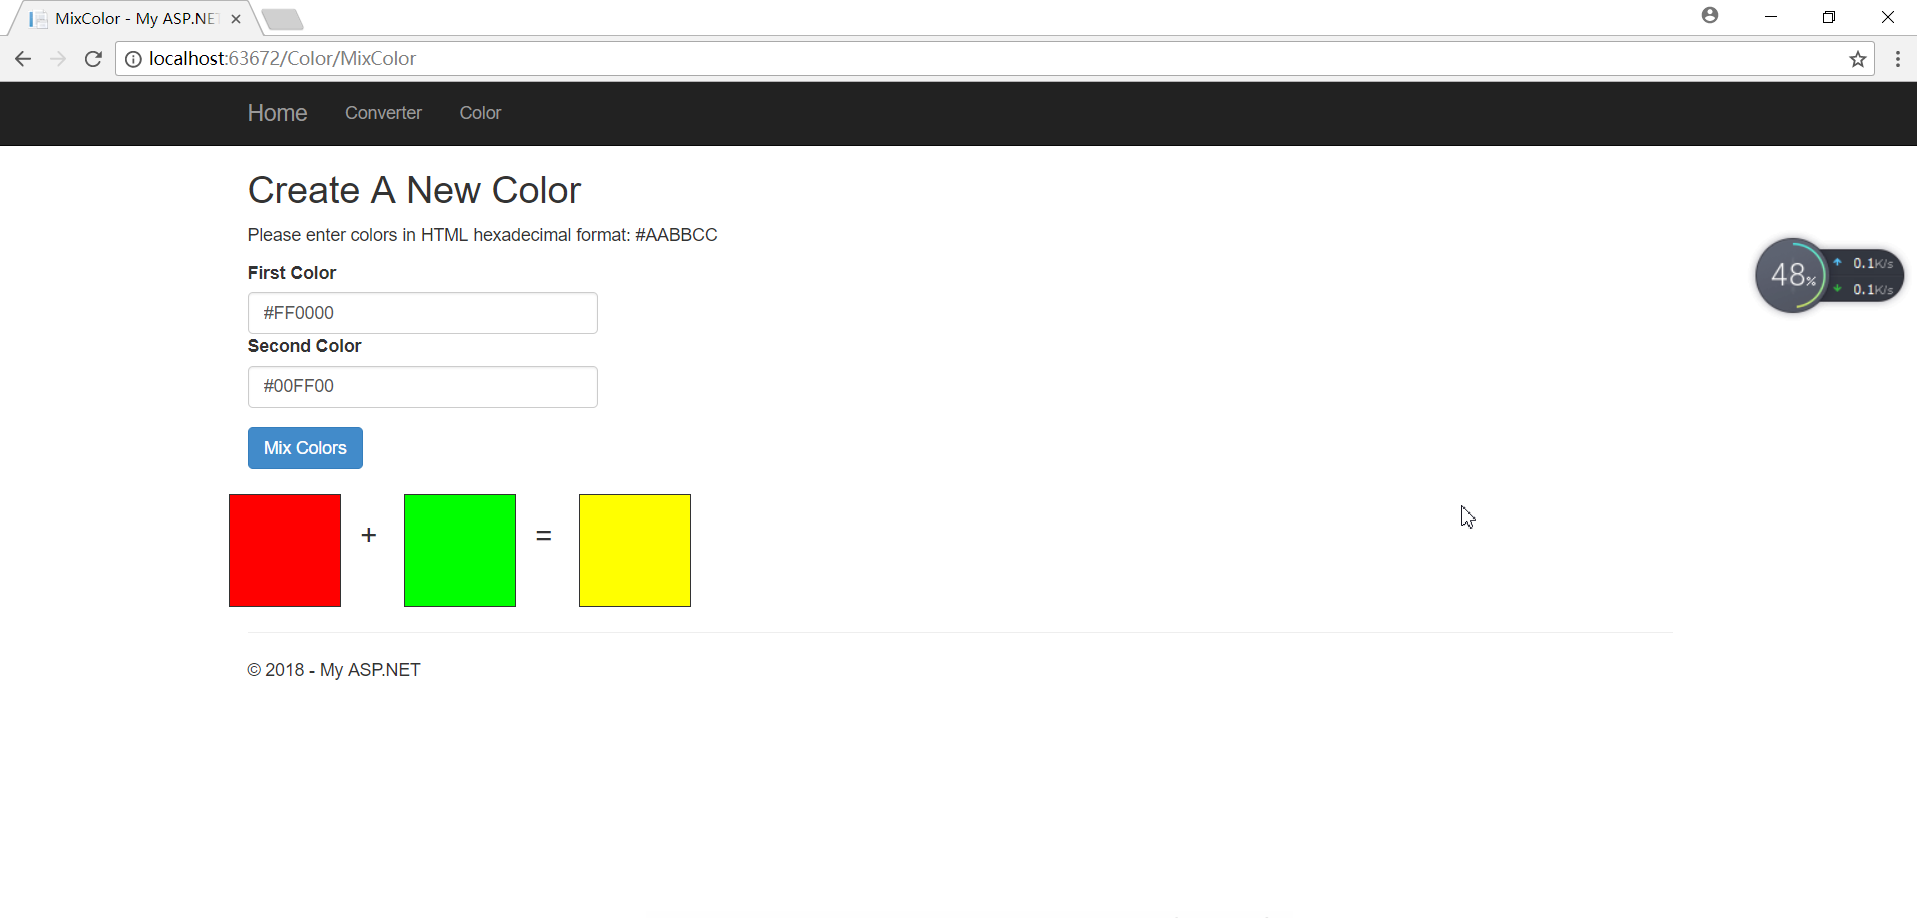 MixColor - My ASP.NET
localhost:63672/Color/MixColor
Home Converter Color
Create A New Color
Please enter colors in HTML hexadecimal format: #AABBCC
First Color
#FF0000
Second Color
#00FF00
Mix Colors
+ =
© 2018 - My ASP.NET
48%
0.1K/s
0.1K/s